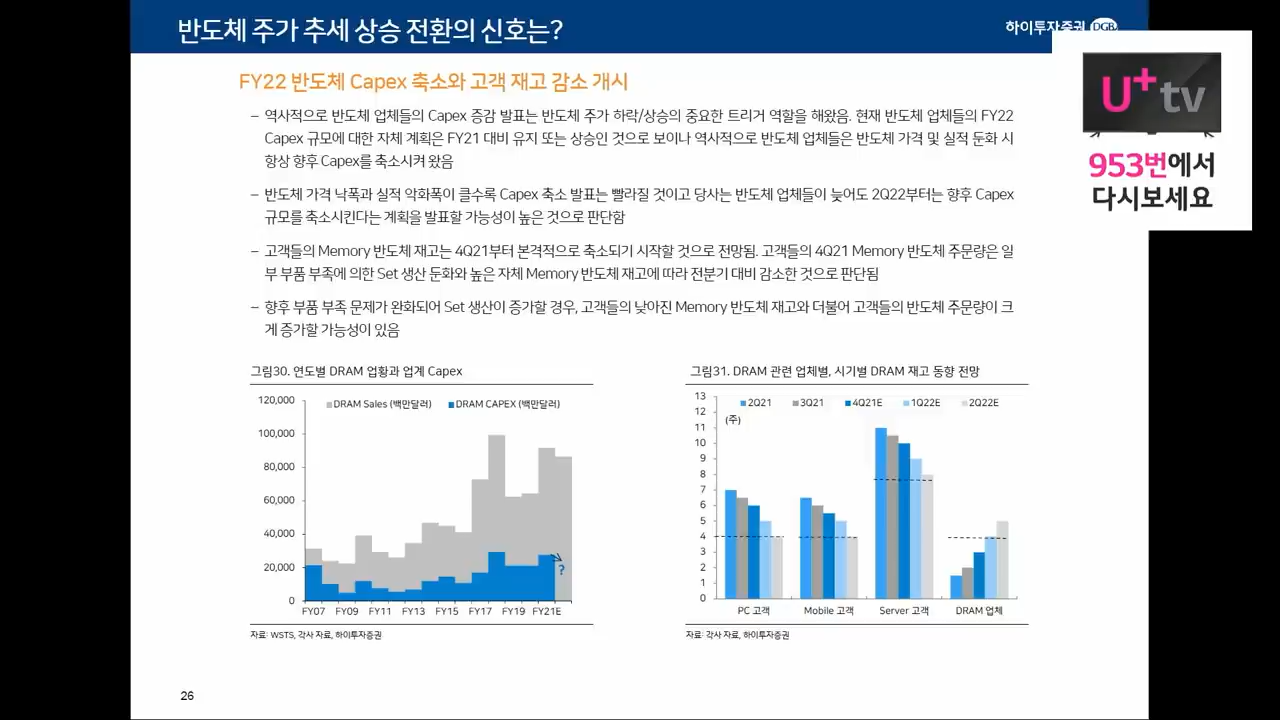 반도체 주가 추세 상승 전환의 신호는?
하이투자증권 DGB
U+tv
953번에서
다시보세요
FY22 반도체 Capex 축소와 고객 재고 감소 개시
– 역사적으로 반도체 업체들의 Capex 증감 발표는 반도체 주가 하락/상승의 중요한 트리거 역할을 해왔음. 현재 반도체 업체들의 FY22
Capex 규모에 대한 자체 계획은 FY21 대비 유지 또는 상승인 것으로 보이나 역사적으로 반도체 업체들은 반도체 가격 및 실적 둔화 시
항상 향후 Capex를 축소시켜 왔음
– 반도체 가격 낙폭과 실적 악화폭이 클수록 Capex 축소 발표는 빨라질 것이고 당사는 반도체 업체들이 늦어도 2Q22부터는 향후 Capex
규모를 축소시킨다는 계획을 발표할 가능성이 높은 것으로 판단함
– 고객들의 Memory 반도체 재고는 4Q21부터 본격적으로 축소되기 시작할 것으로 전망됨. 고객들의 4Q21 Memory 반도체 주문량은 일
부 부품 부족에 의한 Set 생산 둔화와 높은 자체 Memory 반도체 재고에 따라 전분기 대비 감소한 것으로 판단됨
– 향후 부품 부족 문제가 완화되어 Set 생산이 증가할 경우, 고객들의 낮아진 Memory 반도체 재고와 더불어 고객들의 반도체 주문량이 크
게 증가할 가능성이 있음
그림30. 연도별 DRAM 업황과 업계 Capex
DRAM Sales (백만달러) DRAM CAPEX (백만달러)
120,000
100,000
80,000
60,000
40,000
20,000
0
?
FY07 FY09 FY11 FY13 FY15 FY17 FY19 FY21E
자료: WSTS, 각사 자료, 하이투자증권
그림31. DRAM 관련 업체별, 시기별 DRAM 재고 동향 전망
2Q21 3Q21 4Q21E 1Q22E 2Q22E
(주)
13
12
11
10
9
8
7
6
5
4
3
2
1
0
PC 고객 Mobile 고객 Server 고객 DRAM 업체
자료: 각사 자료, 하이투자증권
26